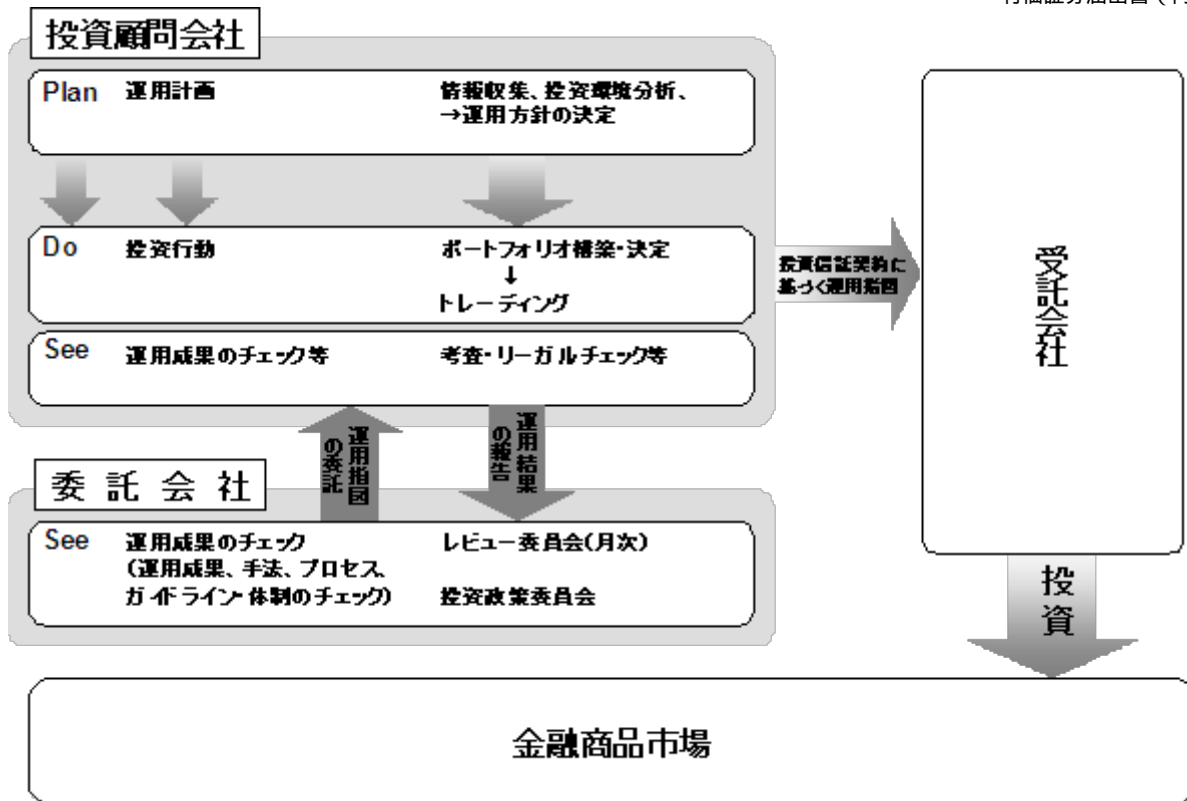 投資顧問会社
Plan 運用計画 情報収集、投資環境分析、
→運用方針の決定
Do 投資行動 ポートフォリオ構築・決定
↓
トレーディング
See 運用成果のチェック等 考査・リーガルチェック等
投資信託契約に
基づく運用指図
受託会社
運用指図
の委託
運用結果
の報告
委託会社
See 運用成果のチェック レビュー委員会(月次)
(運用成果、手法、プロセス、
ガイドライン・体制のチェック) 投資政策委員会
投資
金融商品市場